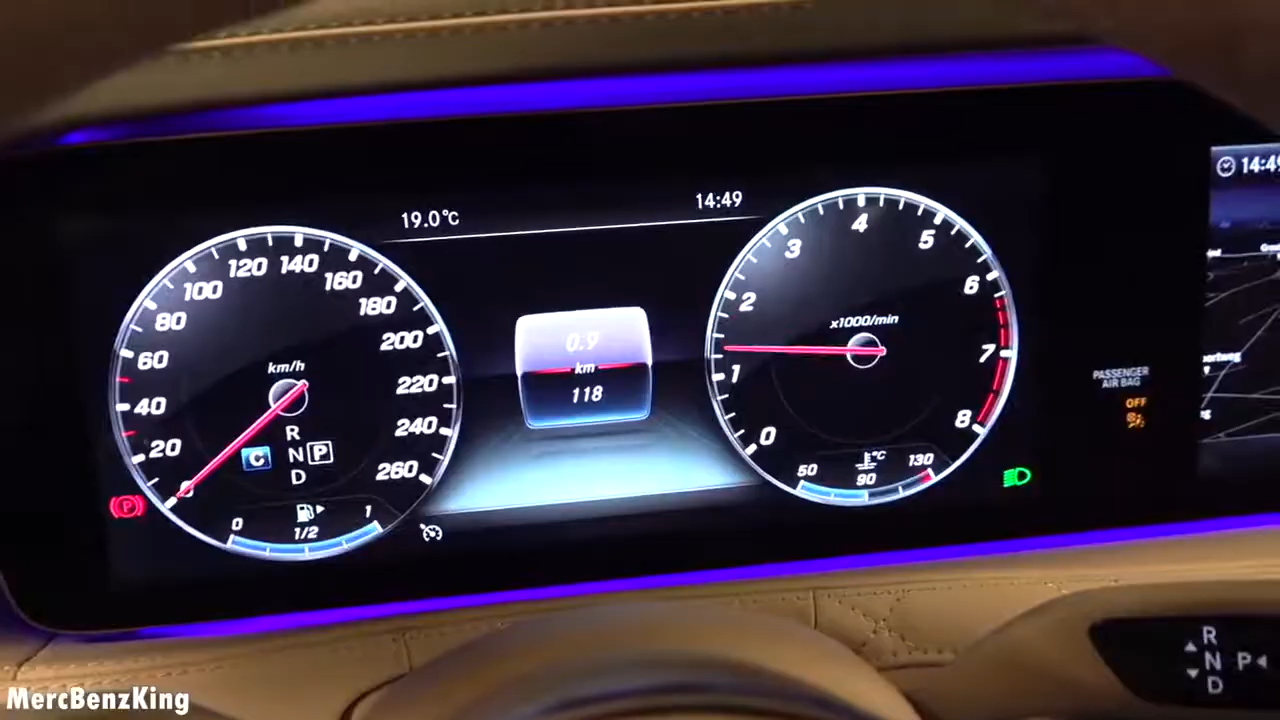 19.0°C
14:49
14:49
km/h
0
20
40
60
80
100
120
140
160
180
200
220
240
260
R
N
D
P
C
(P)
0
1/2
1
0.9
km
118
x1000/min
0
1
2
3
4
5
6
7
8
°C
50
90
130
PASSENGER
AIR BAG
OFF
R
N
D
P
MercBenzKing